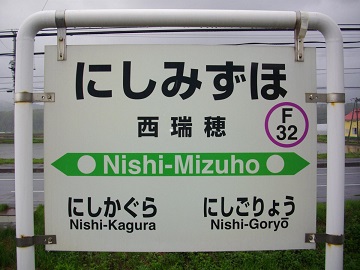 にしみずほ
西瑞穂
F
32
Nishi-Mizuho
にしかぐら
Nishi-Kagura
にしごりょう
Nishi-Goryō